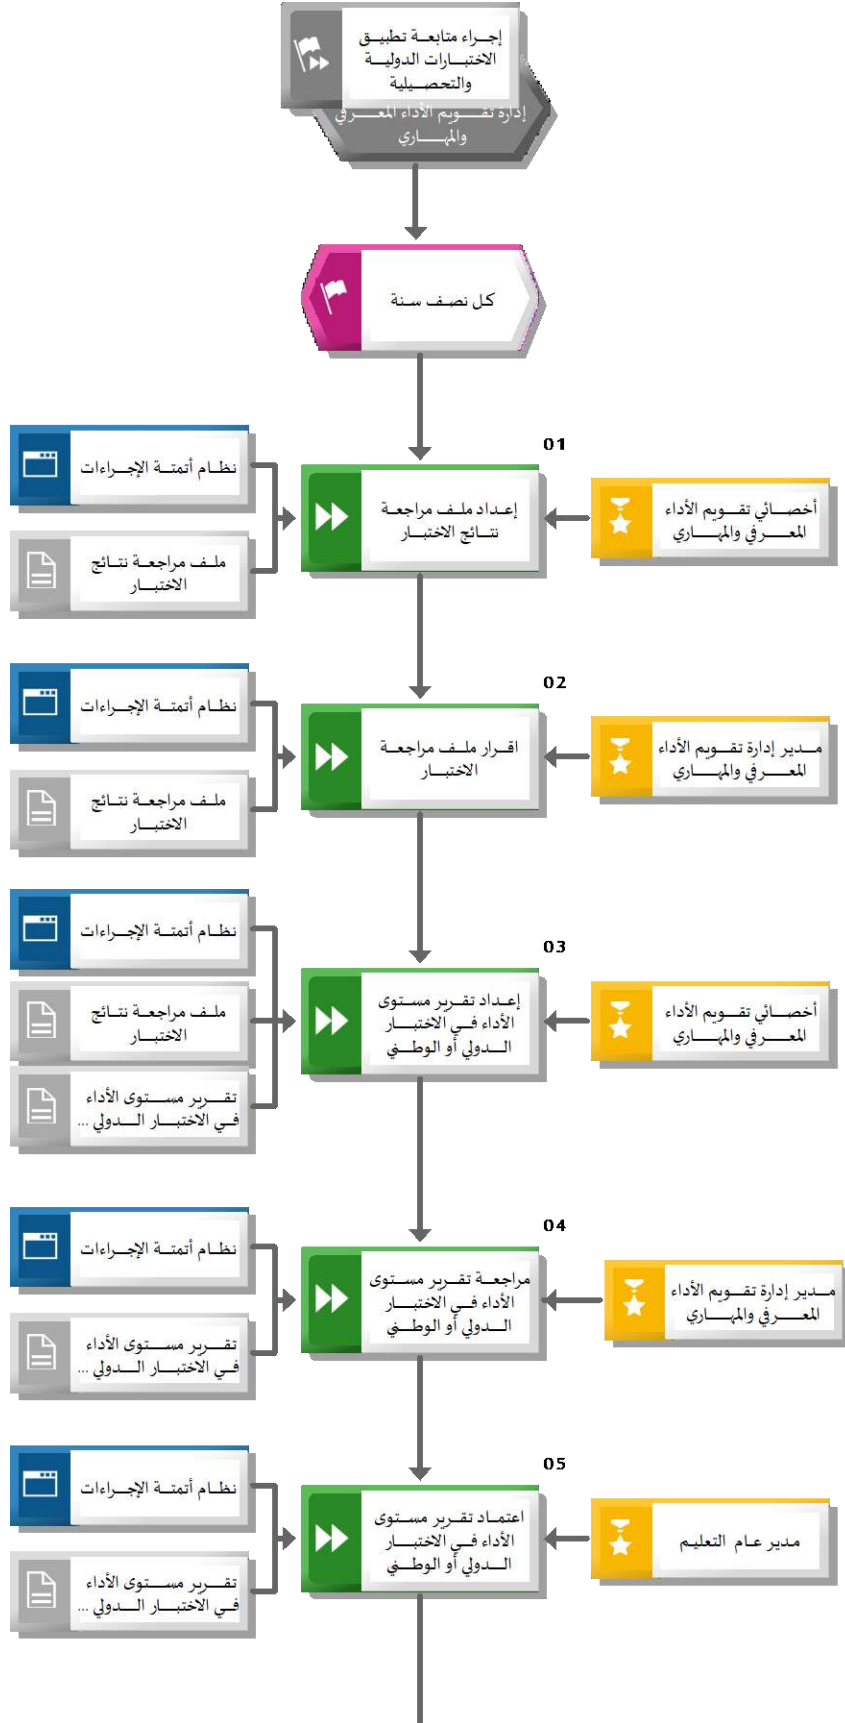 إجراء متابعة تطبيق
الاختبارات الدولية
والتحصيلية
إدارة تقويم الأداء المعرفي
والمهاري
كل نصف سنة
01
أخصائي تقويم الأداء
المعرفي والمهاري
إعداد ملف مراجعة
نتائج الاختبار
نظام أتمتة الإجراءات
ملف مراجعة نتائج
الاختبار
02
مدير إدارة تقويم الأداء
المعرفي والمهاري
اقرار ملف مراجعة
الاختبار
نظام أتمتة الإجراءات
ملف مراجعة نتائج
الاختبار
03
أخصائي تقويم الأداء
المعرفي والمهاري
إعداد تقرير مستوى
الأداء في الاختبار
الدولي أو الوطني
نظام أتمتة الإجراءات
ملف مراجعة نتائج
الاختبار
تقرير مستوى الأداء
في الاختبار الدولي ...
04
مدير إدارة تقويم الأداء
المعرفي والمهاري
مراجعة تقرير مستوى
الأداء في الاختبار
الدولي أو الوطني
نظام أتمتة الإجراءات
تقرير مستوى الأداء
في الاختبار الدولي ...
05
مدير عام التعليم
اعتماد تقرير مستوى
الأداء في الاختبار
الدولي أو الوطني
نظام أتمتة الإجراءات
تقرير مستوى الأداء
في الاختبار الدولي ...